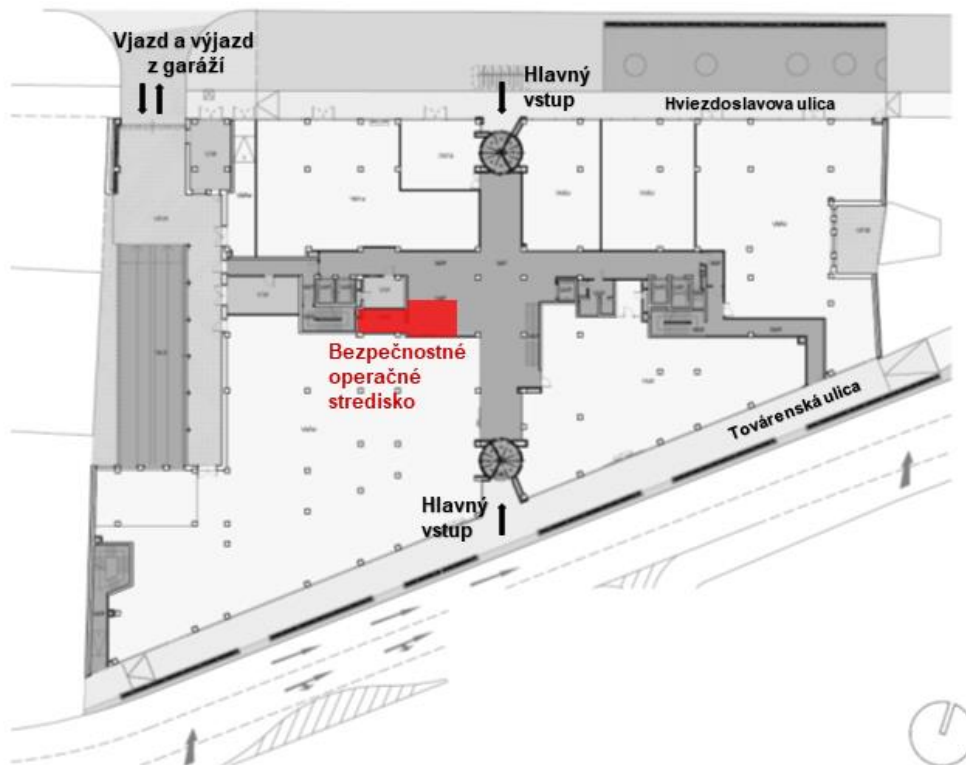 Vjazd a výjazd
z garáží
Hlavný
vstup
Hviezdoslavova ulica
Bezpečnostné
operačné
stredisko
Továrenská ulica
Hlavný
vstup